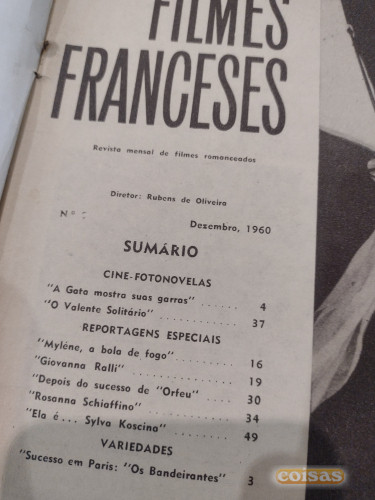 FILMES
FRANCESES
Revista mensal de filmes romanceados
Diretor: Rubens de Oliveira
Nº
Dezembro, 1960
SUMÁRIO
CINE-FOTONOVELAS
"A Gata mostra suas garras" ...... 4
"O Valente Solitário" ............ 37
REPORTAGENS ESPECIAIS
"Mylène, a bola de fogo" .......... 16
"Giovanna Ralli" .................. 19
"Depois do sucesso de "Orfeu" .... 30
"Rosanna Schiaffino" .............. 34
"Ela é... Sylva Koscina" .......... 49
VARIEDADES
"Sucesso em Paris: "Os Bandeirantes" 3
coisas